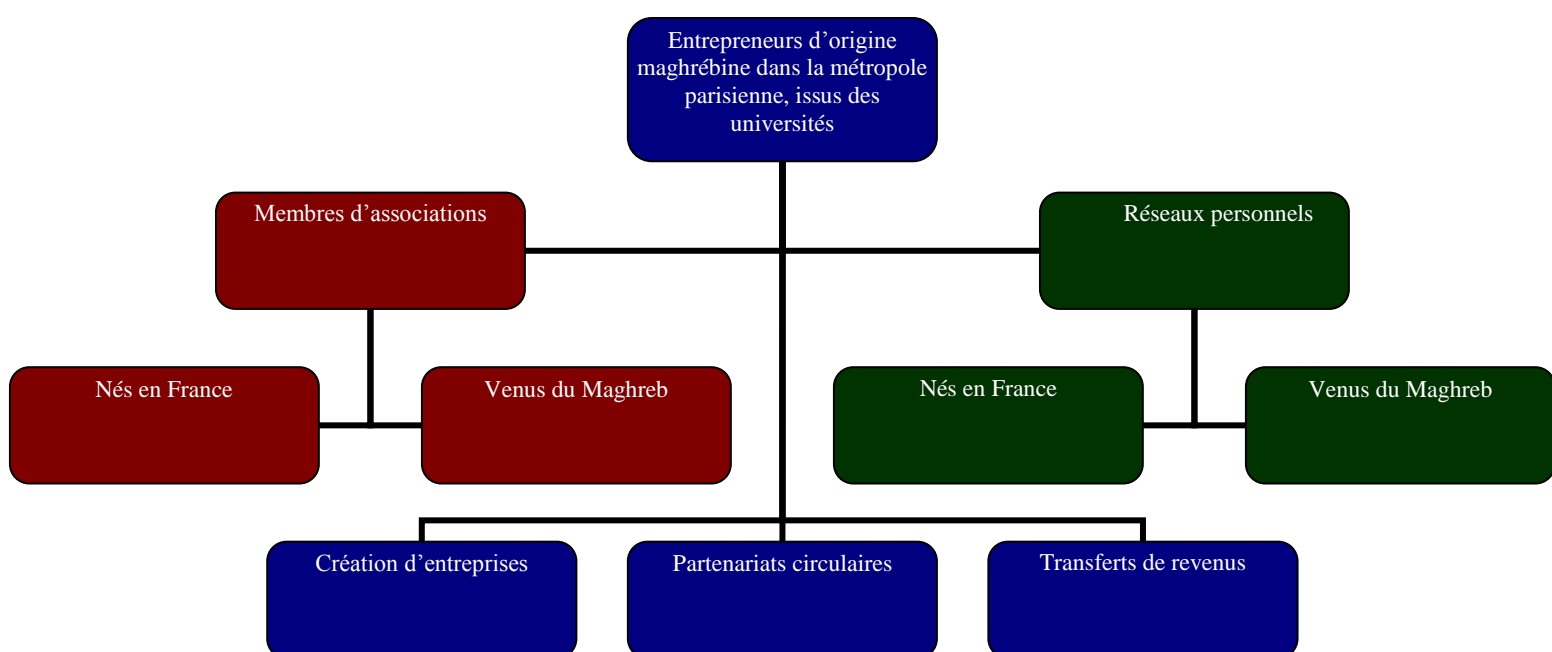 Entrepreneurs d’origine
maghrébine dans la métropole
parisienne, issus des
universités
Membres d’associations
Réseaux personnels
Nés en France
Venus du Maghreb
Nés en France
Venus du Maghreb
Création d’entreprises
Partenariats circulaires
Transferts de revenus